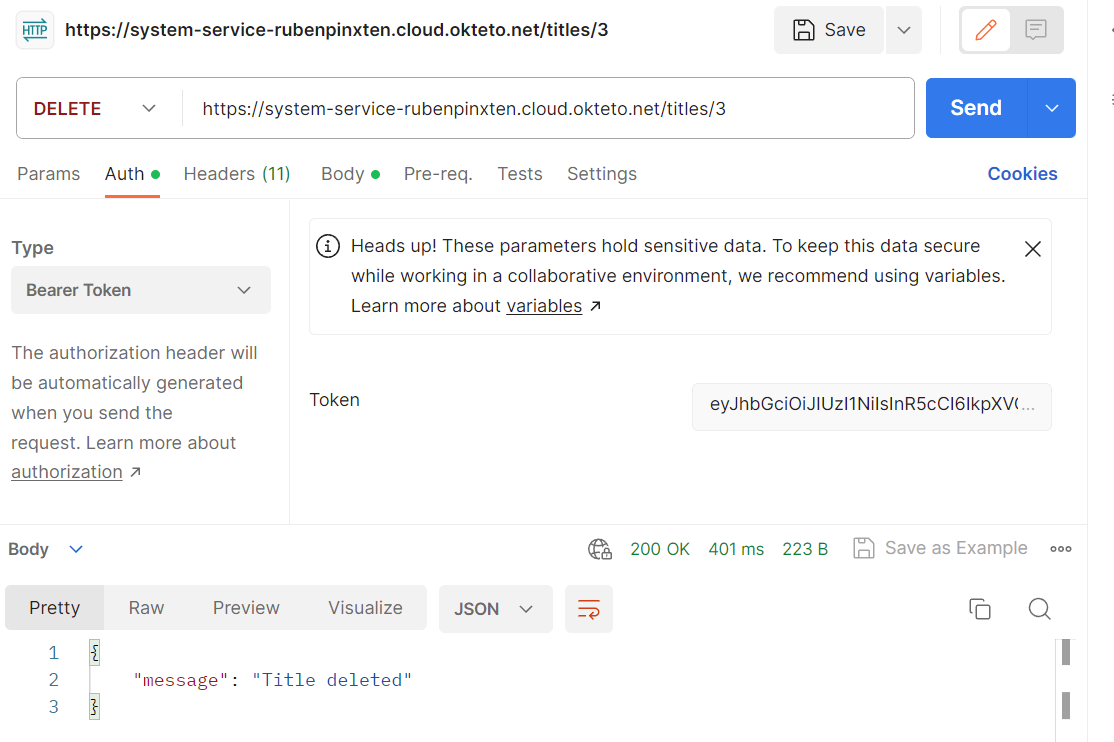 HTTP https://system-service-rubenpinxten.cloud.okteto.net/titles/3 Save
DELETE https://system-service-rubenpinxten.cloud.okteto.net/titles/3 Send
Params Auth Headers (11) Body Pre-req. Tests Settings Cookies
Type
Bearer Token
The authorization header will
be automatically generated
when you send the
request. Learn more about
authorization ↗
Heads up! These parameters hold sensitive data. To keep this data secure
while working in a collaborative environment, we recommend using variables.
Learn more about variables ↗
Token eyJhbGciOiJIUzI1NiIsInR5cCI6IkpXVC...
Body 200 OK 401 ms 223 B Save as Example
Pretty Raw Preview Visualize JSON
1 {
2 "message": "Title deleted"
3 }